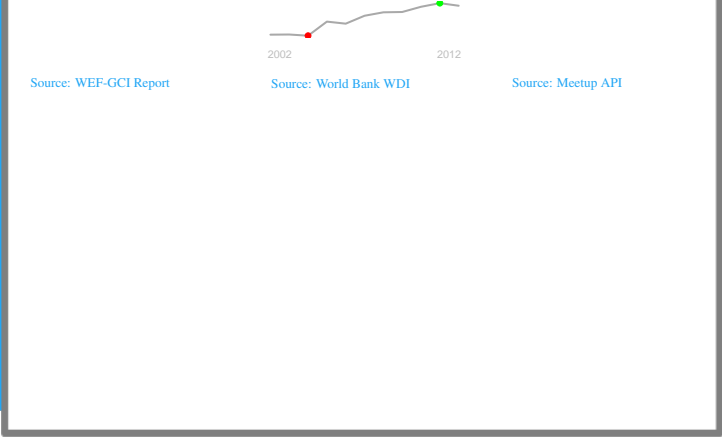 2002 2012
Source: WEF-GCI Report
Source: World Bank WDI
Source: Meetup API